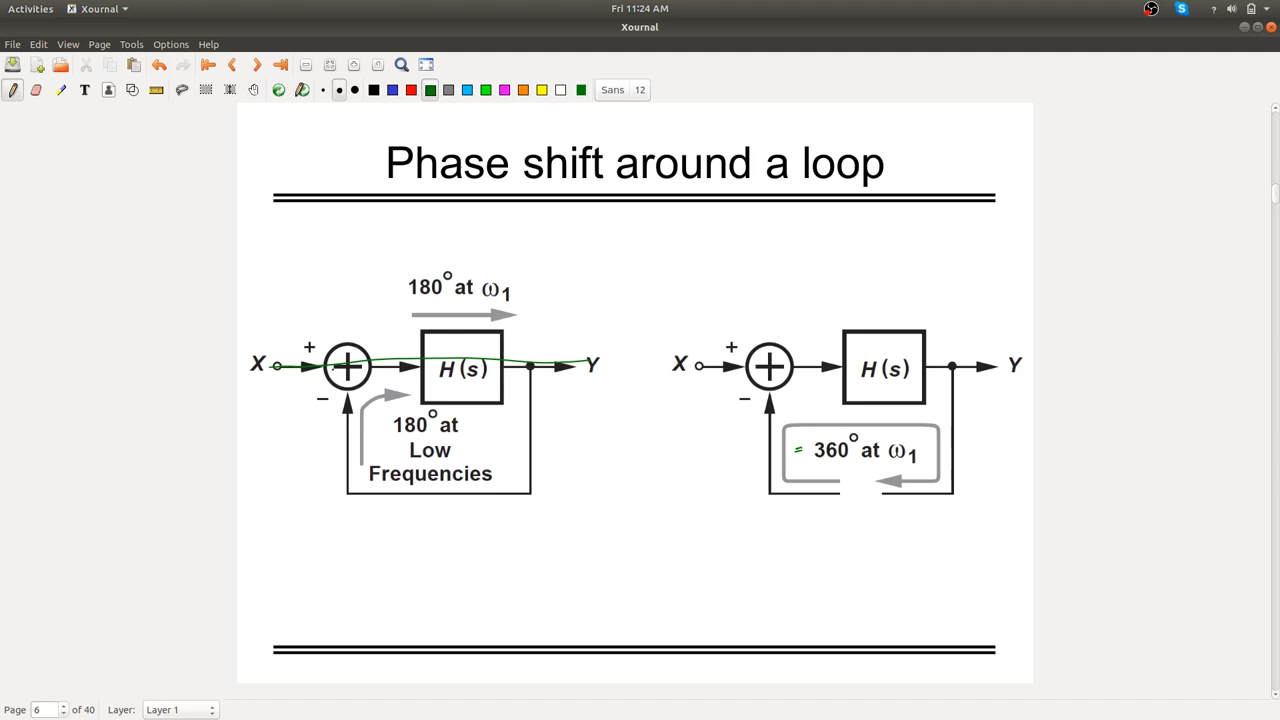 Activities Xournal Fri 11:24 AM ?
Xournal
File Edit View Page Tools Options Help
T Sans 12
Phase shift around a loop
180° at ω1
X + H(s) Y
−
180° at
Low
Frequencies
X + H(s) Y
−
= 360° at ω1
Page 6 of 40 Layer: Layer 1